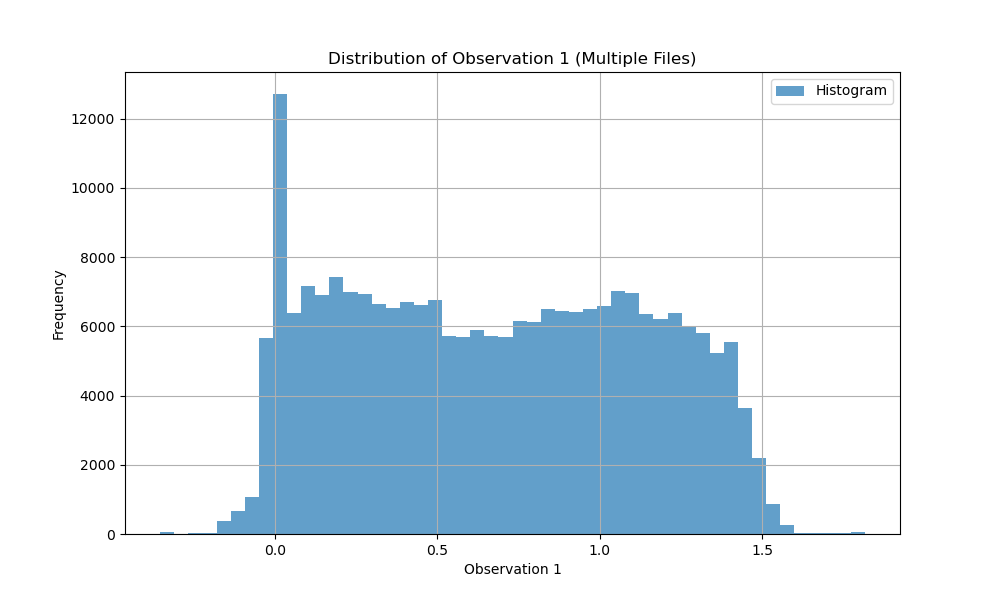 Distribution of Observation 1 (Multiple Files)
Histogram
12000
10000
8000
6000
4000
2000
0
Frequency
0.0 0.5 1.0 1.5
Observation 1